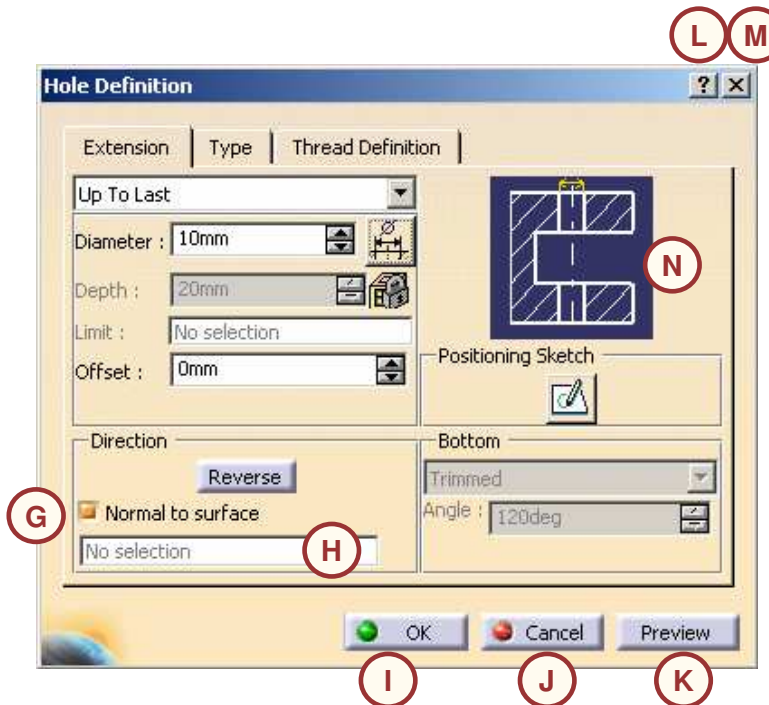 L M
Hole Definition ? ×
Extension Type Thread Definition
Up To Last
Diameter : 10mm
N
Depth : 20mm
Limit : No selection
Offset : 0mm
Positioning Sketch
Direction
Bottom
Reverse
Trimmed
G Normal to surface
Angle : 120deg
No selection H
OK Cancel Preview
I J K